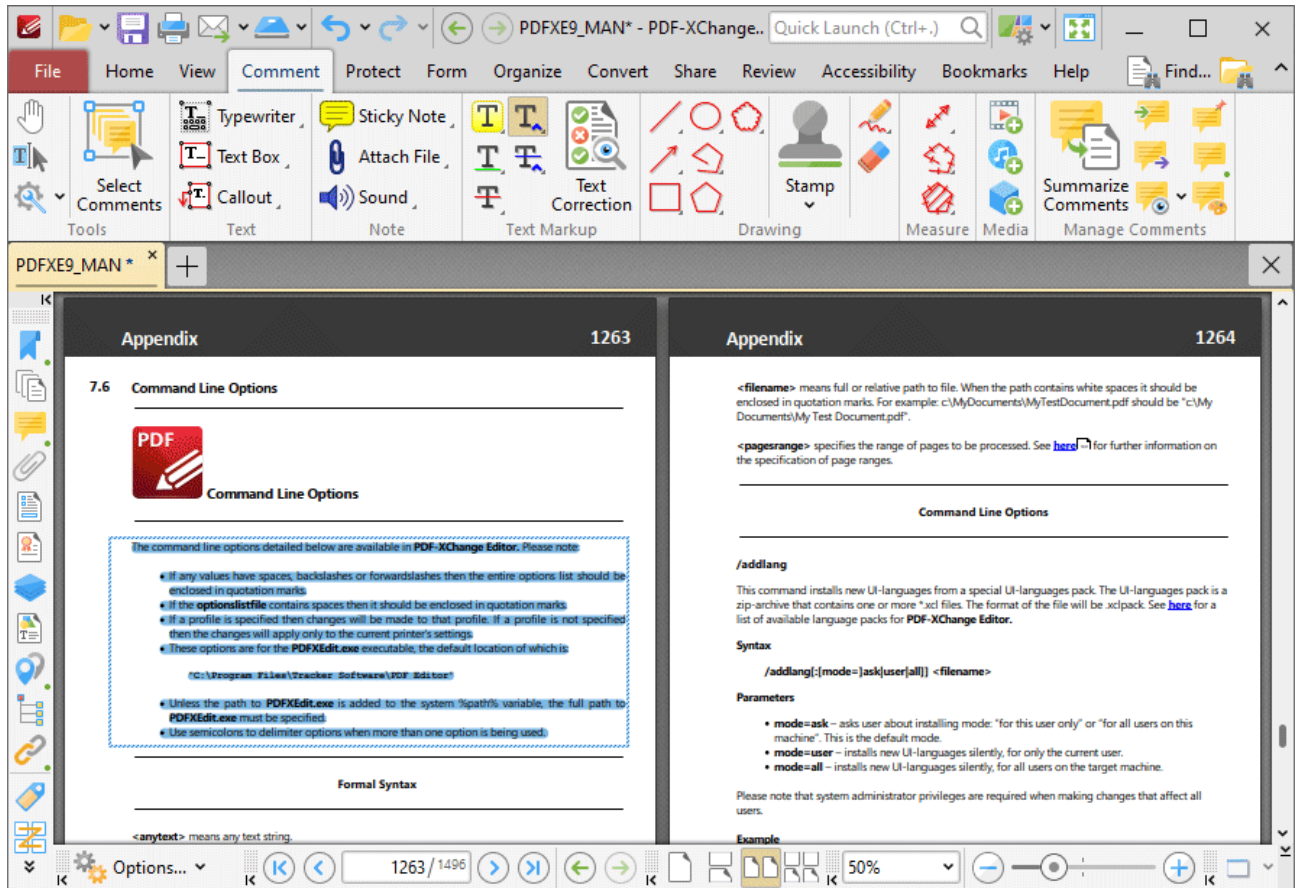 PDFXE9_MAN* - PDF-XChange.. Quick Launch (Ctrl+.)
File Home View Comment Protect Form Organize Convert Share Review Accessibility Bookmarks Help Find...
Select Comments
Typewriter
Text Box
Callout
Sticky Note
Attach File
Sound
Text Correction
Stamp
Summarize Comments
Tools Text Note Text Markup Drawing Measure Media Manage Comments
PDFXE9_MAN *
Appendix 1263
7.6 Command Line Options
PDF
Command Line Options
The command line options detailed below are available in PDF-XChange Editor. Please note:
• If any values have spaces, backslashes or forwardslashes then the entire options list should be
enclosed in quotation marks.
• If the optionslistfile contains spaces then it should be enclosed in quotation marks.
• If a profile is specified then changes will be made to that profile. If a profile is not specified
then the changes will apply only to the current printer's settings.
• These options are for the PDFXEdit.exe executable, the default location of which is:
"C:\Program Files\Tracker Software\PDF Editor"
• Unless the path to PDFXEdit.exe is added to the system %path% variable, the full path to
PDFXEdit.exe must be specified.
• Use semicolons to delimiter options when more than one option is being used.
Formal Syntax
<anytext> means any text string.
Appendix 1264
<filename> means full or relative path to file. When the path contains white spaces it should be
enclosed in quotation marks. For example: c:\MyDocuments\MyTestDocument.pdf should be "c:\My
Documents\My Test Document.pdf".
<pagesrange> specifies the range of pages to be processed. See here for further information on
the specification of page ranges.
Command Line Options
/addlang
This command installs new UI-languages from a special UI-languages pack. The UI-languages pack is a
zip-archive that contains one or more *.xcl files. The format of the file will be .xclpack. See here for a
list of available language packs for PDF-XChange Editor.
Syntax
/addlang[:[mode=]ask|user|all]] <filename>
Parameters
• mode=ask – asks user about installing mode: "for this user only" or "for all users on this
machine". This is the default mode.
• mode=user – installs new UI-languages silently, for only the current user.
• mode=all – installs new UI-languages silently, for all users on the target machine.
Please note that system administrator privileges are required when making changes that affect all
users.
Example
Options... 1263 / 1496 50%